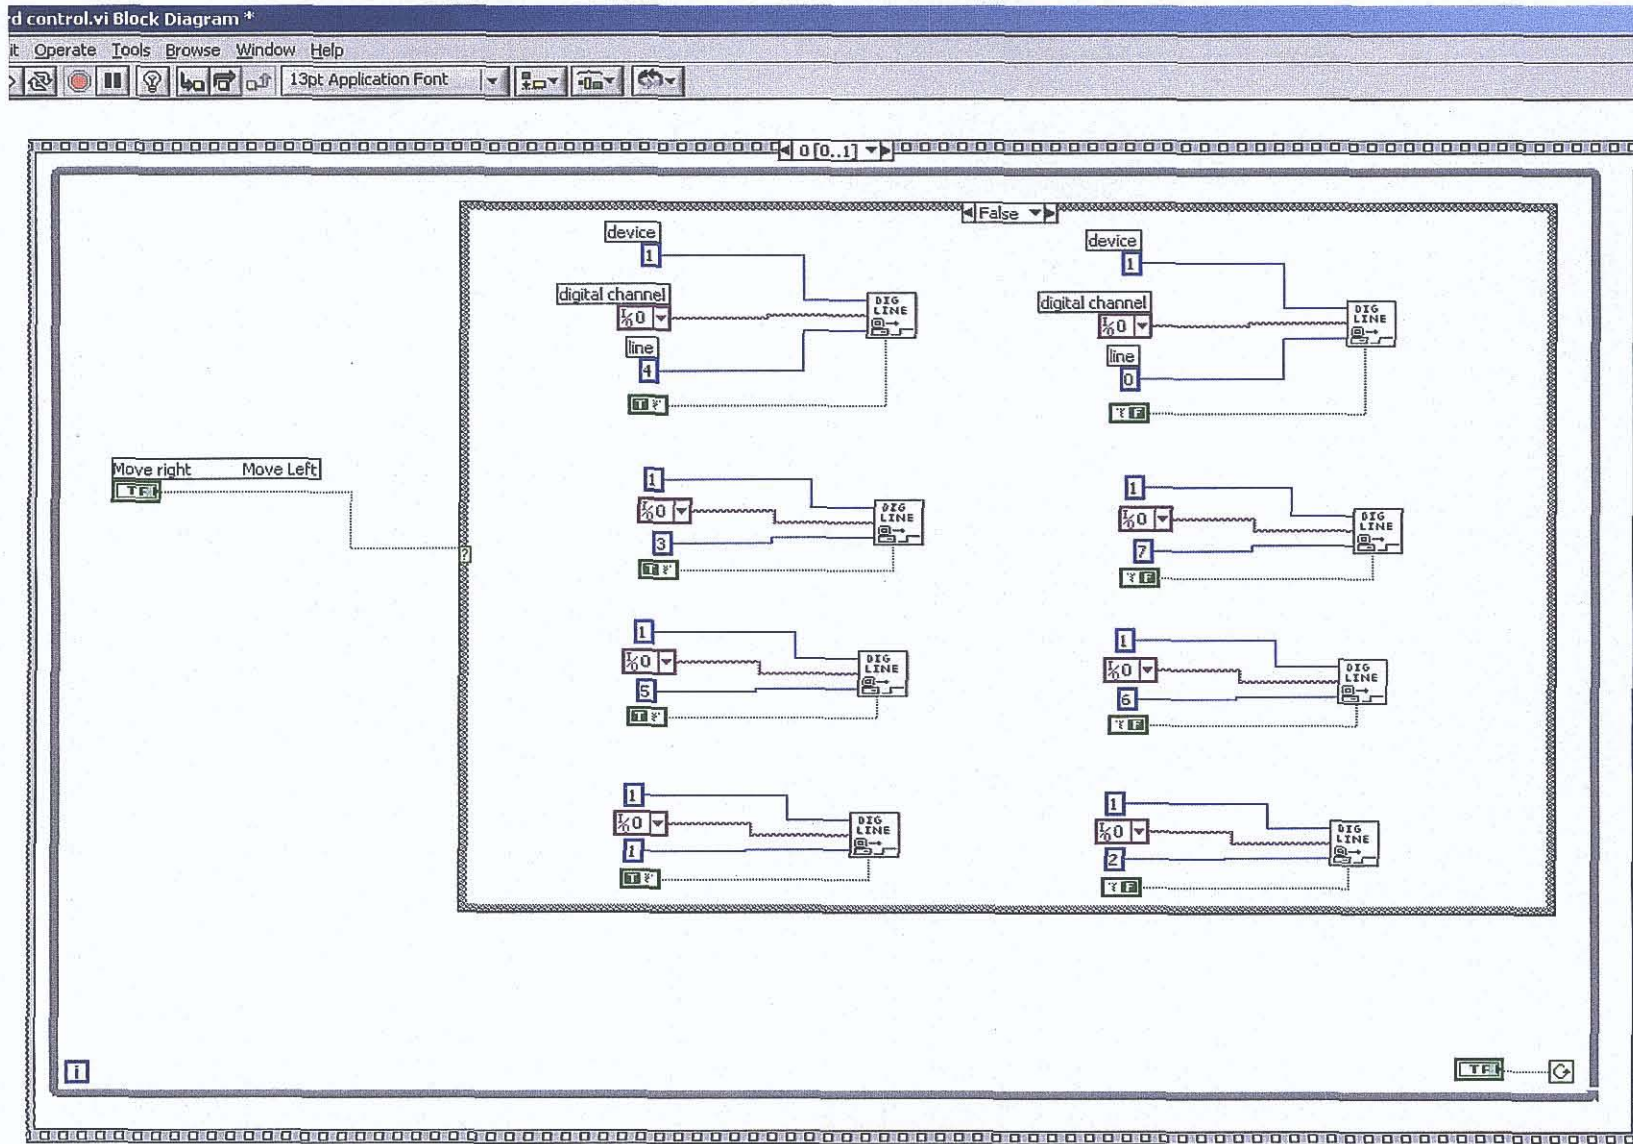 rd control.vi Block Diagram *
it Operate Tools Browse Window Help
13pt Application Font
0 [0..1]
False
device
1
digital channel
I/O 0
line
4
T F
DIG LINE
device
1
digital channel
I/O 0
line
0
T F
DIG LINE
Move right Move Left
TF
1
I/O 0
3
T F
DIG LINE
1
I/O 0
7
T F
DIG LINE
?
1
I/O 0
5
T F
DIG LINE
1
I/O 0
6
T F
DIG LINE
1
I/O 0
1
T F
DIG LINE
1
I/O 0
2
T F
DIG LINE
i
TF